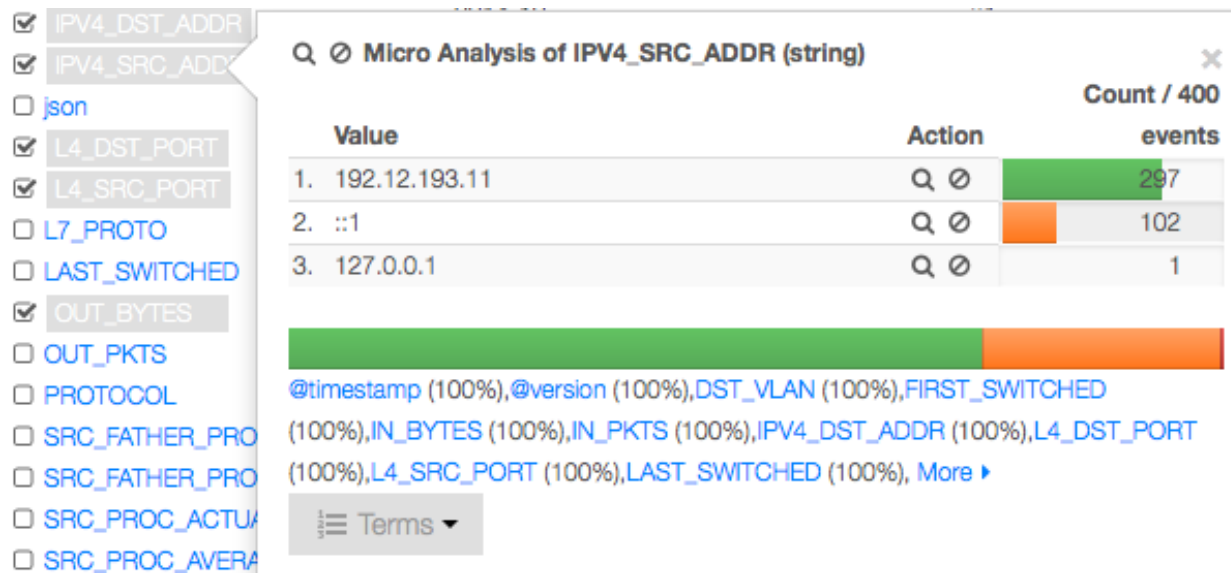 IPV4_DST_ADDR
IPV4_SRC_ADD
json
L4_DST_PORT
L4_SRC_PORT
L7_PROTO
LAST_SWITCHED
OUT_BYTES
OUT_PKTS
PROTOCOL
SRC_FATHER_PRO
SRC_FATHER_PRO
SRC_PROC_ACTUA
SRC_PROC_AVERA
Micro Analysis of IPV4_SRC_ADDR (string)
×
Count / 400
Value Action events
1. 192.12.193.11 297
2. ::1 102
3. 127.0.0.1 1
@timestamp (100%),@version (100%),DST_VLAN (100%),FIRST_SWITCHED
(100%),IN_BYTES (100%),IN_PKTS (100%),IPV4_DST_ADDR (100%),L4_DST_PORT
(100%),L4_SRC_PORT (100%),LAST_SWITCHED (100%), More
Terms